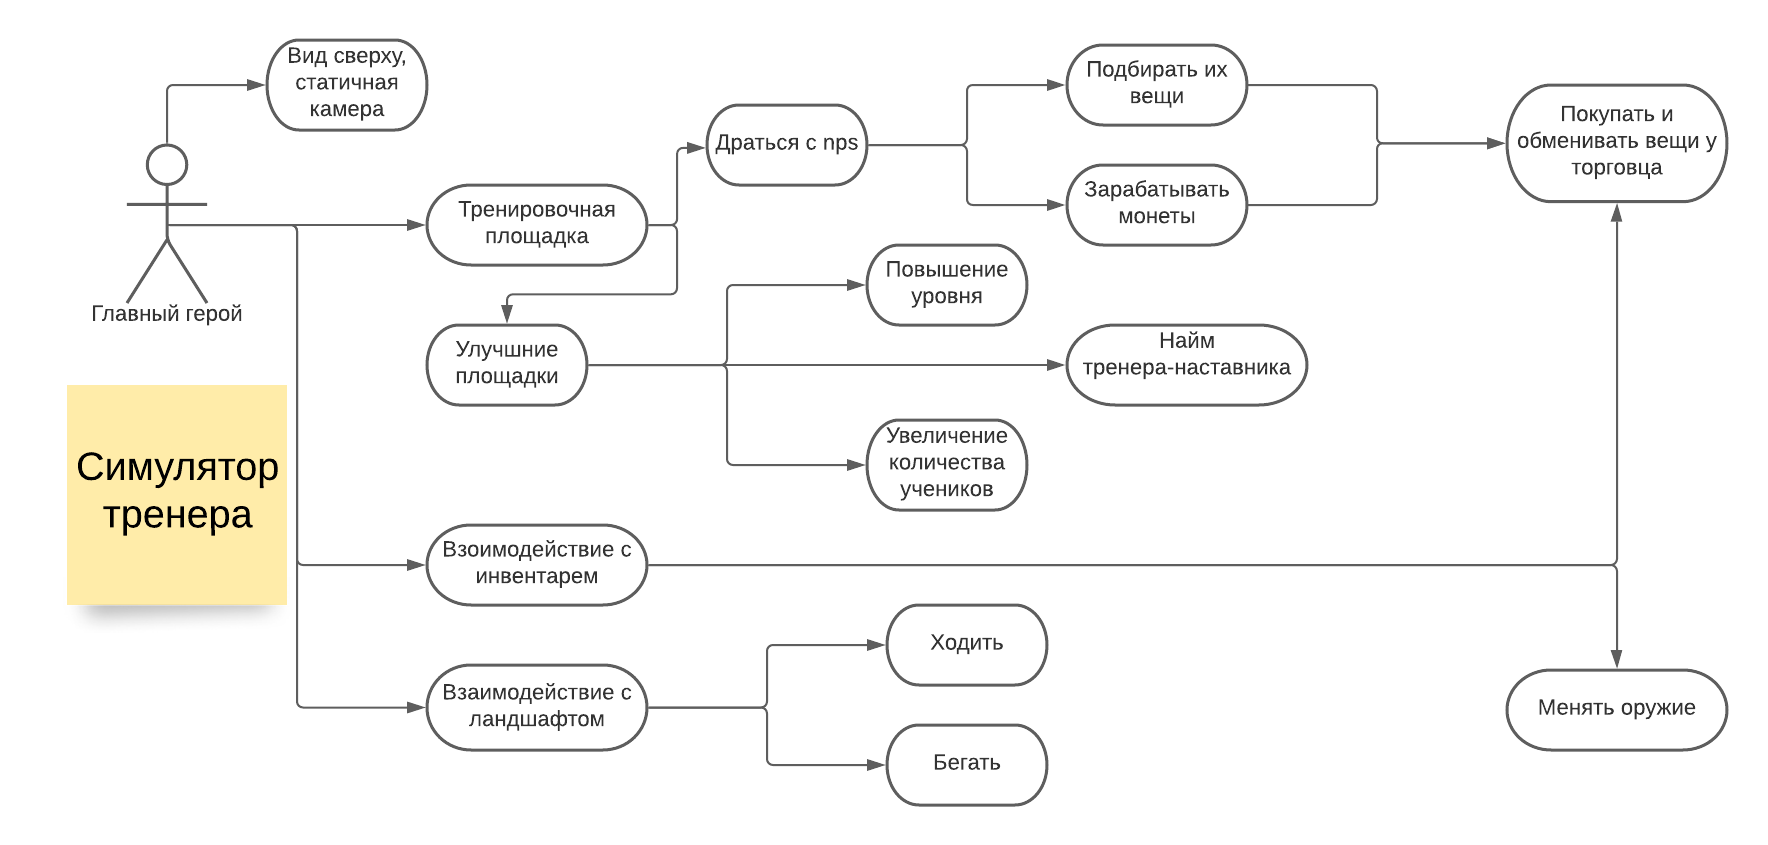 Вид сверху,
статичная
камера
Главный герой
Симулятор
тренера
Тренировочная
площадка
Драться с nps
Подбирать их
вещи
Зарабатывать
монеты
Покупать и
обменивать вещи у
торговца
Улучшние
площадки
Повышение
уровня
Найм
тренера-наставника
Увеличение
количества
учеников
Взоимодействие с
инвентарем
Менять оружие
Взаимодействие с
ландшафтом
Ходить
Бегать